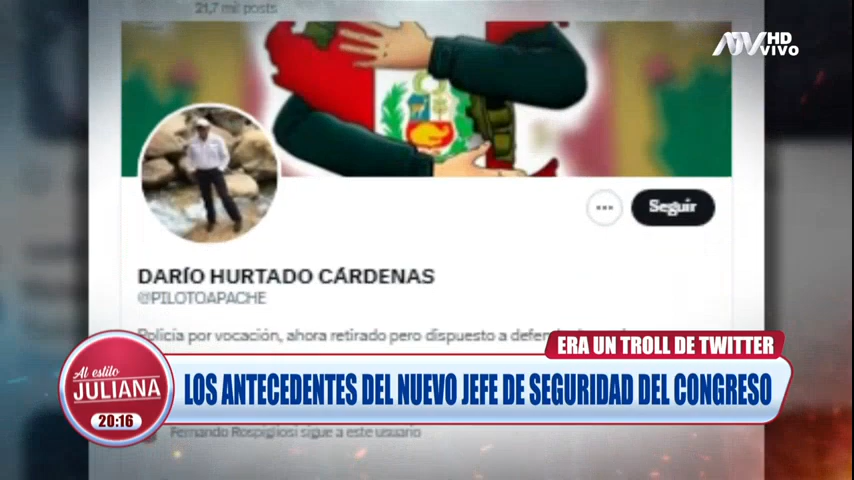 21,7 mil posts
ATV HD
VIVO
Seguir
DARÍO HURTADO CÁRDENAS
@PILOTOAPACHE
Policía por vocación, ahora retirado pero dispuesto a
ERA UN TROLL DE TWITTER
Al estilo
JULIANA
20:16
LOS ANTECEDENTES DEL NUEVO JEFE DE SEGURIDAD DEL CONGRESO
Fernando Rospigliosi sigue a este usuario